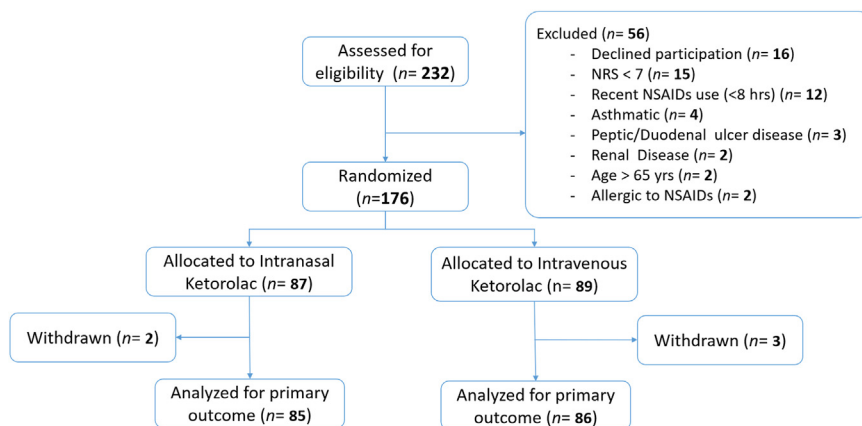 Assessed for
eligibility (n= 232)
Excluded (n= 56)
- Declined participation (n= 16)
- NRS < 7 (n= 15)
- Recent NSAIDs use (<8 hrs) (n= 12)
- Asthmatic (n= 4)
- Peptic/Duodenal ulcer disease (n= 3)
- Renal Disease (n= 2)
- Age > 65 yrs (n= 2)
- Allergic to NSAIDs (n= 2)
Randomized
(n=176)
Allocated to Intranasal
Ketorolac (n= 87)
Allocated to Intravenous
Ketorolac (n= 89)
Withdrawn (n= 2)
Withdrawn (n= 3)
Analyzed for primary
outcome (n= 85)
Analyzed for primary
outcome (n= 86)